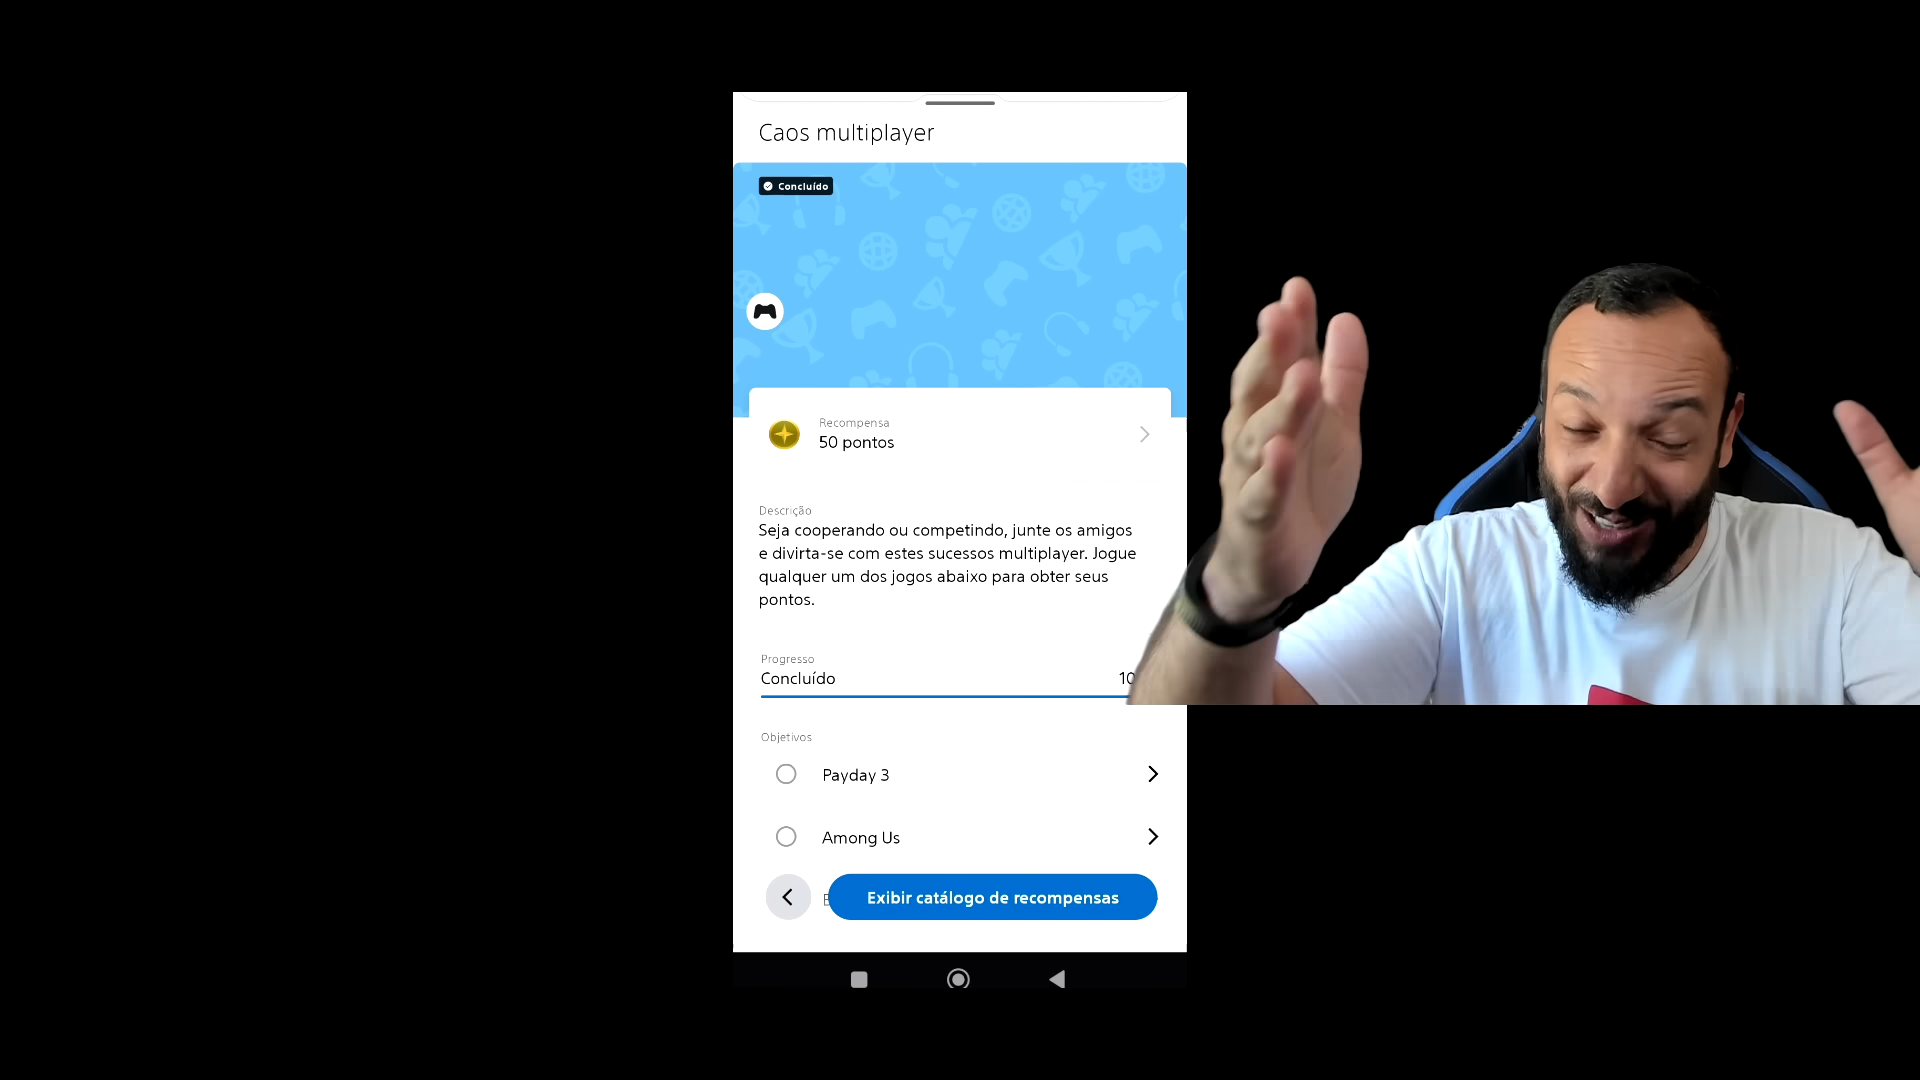 Caos multiplayer
Concluído
Recompensa
50 pontos
Descrição
Seja cooperando ou competindo, junte os amigos
e divirta-se com estes sucessos multiplayer. Jogue
qualquer um dos jogos abaixo para obter seus
pontos.
Progresso
Concluído
Objetivos
Payday 3
Among Us
Exibir catálogo de recompensas